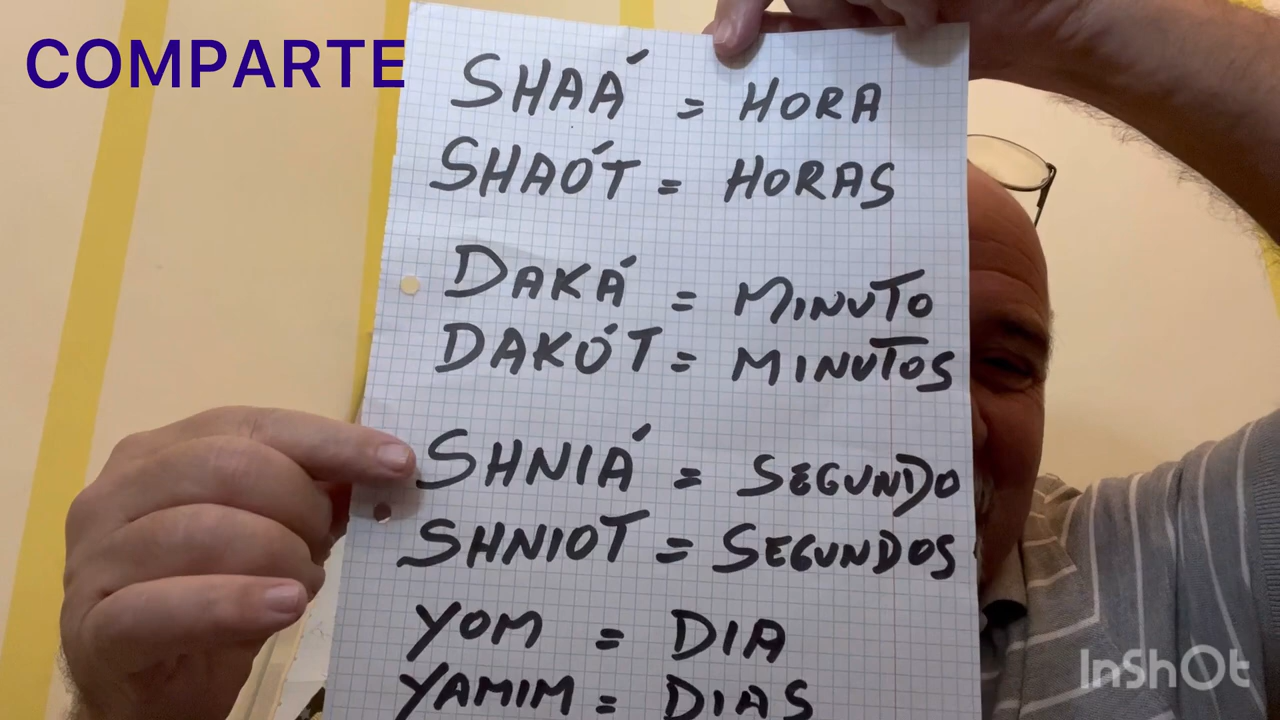 COMPARTE
SHAÁ = HORA
SHAÓT = HORAS
DAKÁ = MINUTO
DAKÓT = MINUTOS
SHNIÁ = SEGUNDO
SHNIOT = SEGUNDOS
YOM = DIA
YAMIM = DIAS
InShOt